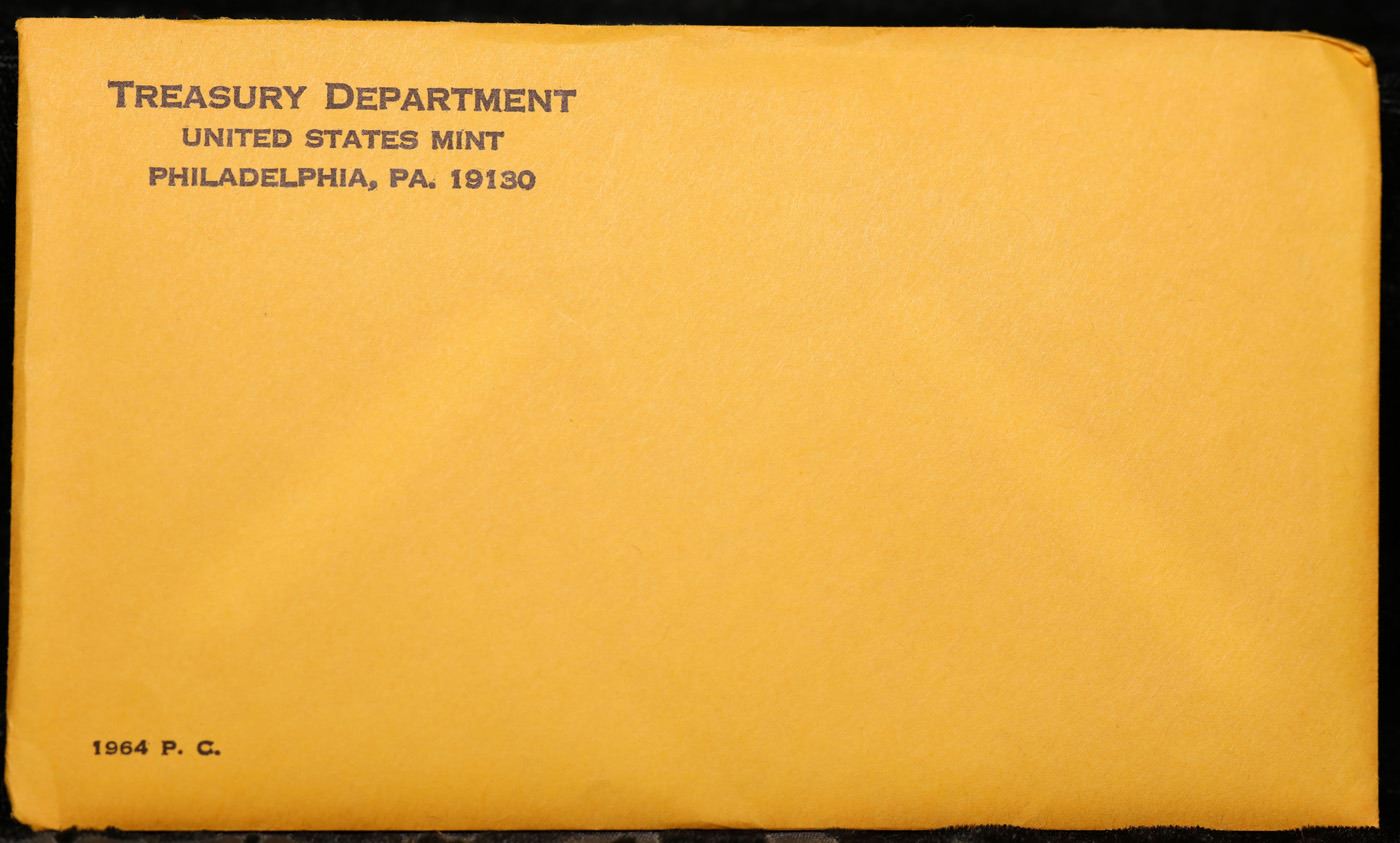 TREASURY DEPARTMENT
UNITED STATES MINT
PHILADELPHIA, PA. 19130
1964 P. C.